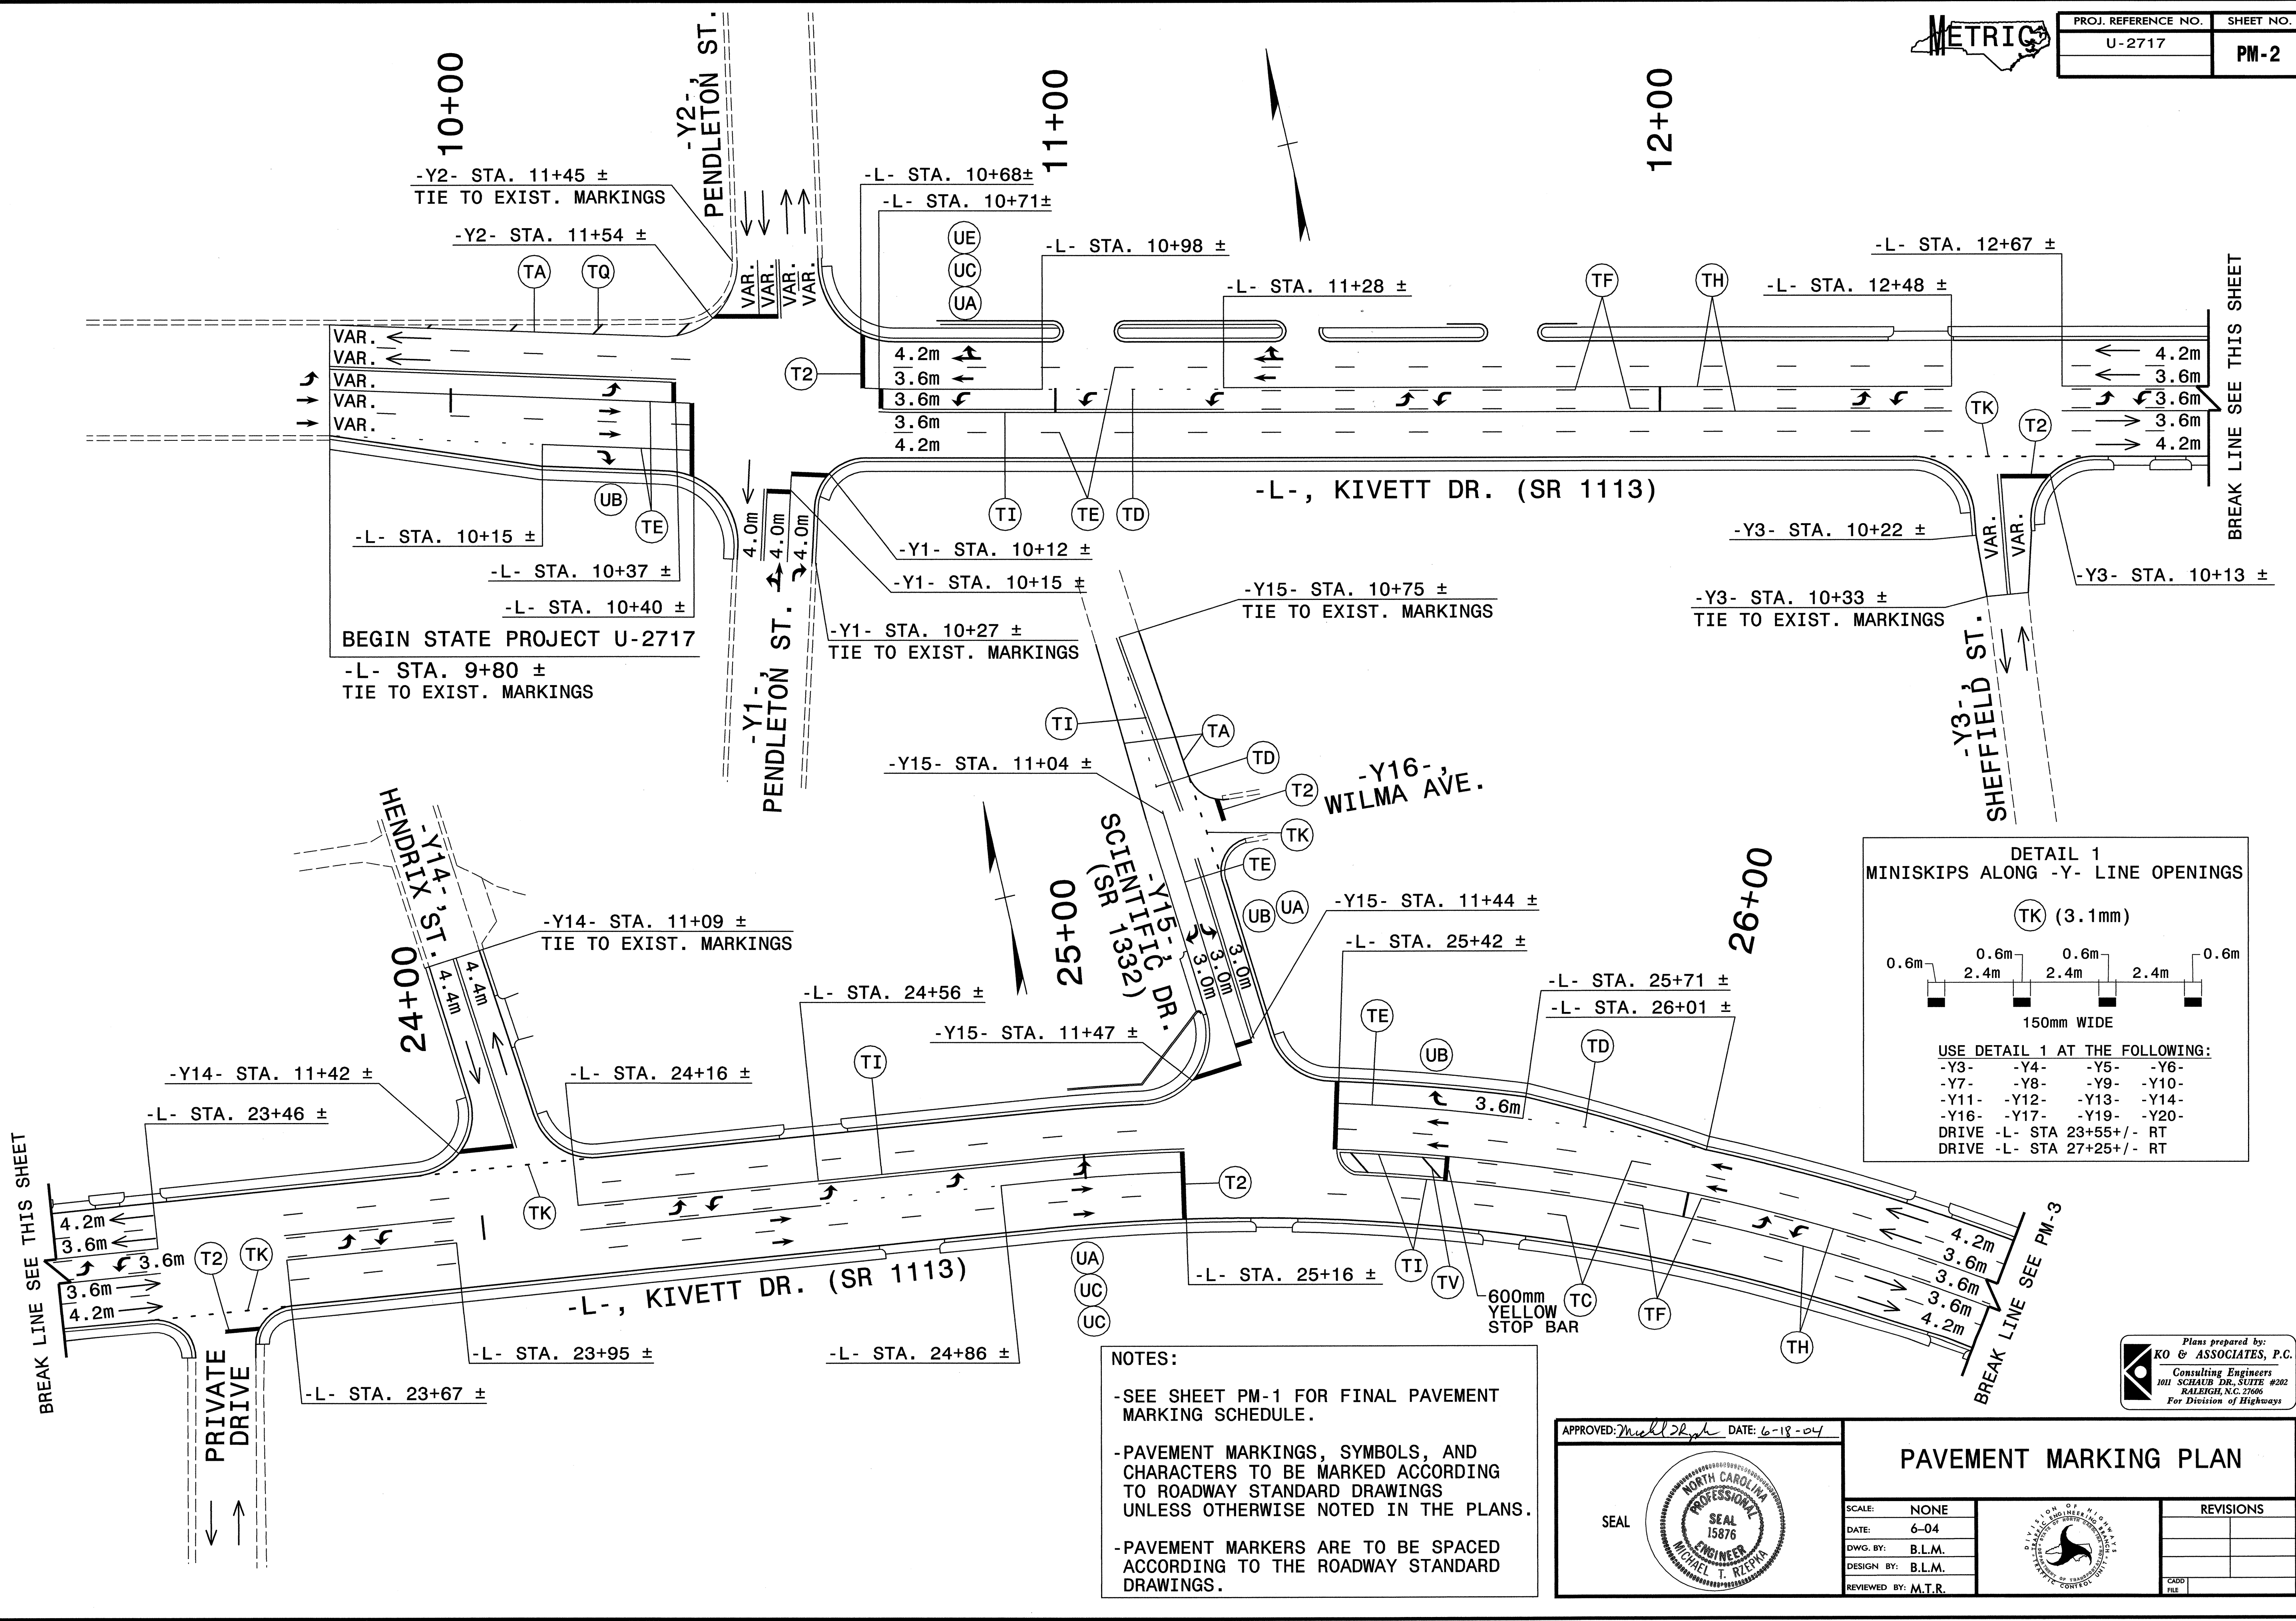 METRIC
PROJ. REFERENCE NO.
SHEET NO.
U-2717
PM-2
10+00
11+00
12+00
-Y2-,
PENDLETON ST.
-Y2- STA. 11+45 ±
TIE TO EXIST. MARKINGS
-Y2- STA. 11+54 ±
TA
TQ
VAR.
VAR.
VAR.
VAR.
-L- STA. 10+68±
-L- STA. 10+71±
UE
UC
UA
-L- STA. 10+98 ±
-L- STA. 11+28 ±
TF
TH
-L- STA. 12+67 ±
-L- STA. 12+48 ±
BREAK LINE SEE THIS SHEET
VAR.
VAR.
VAR.
VAR.
VAR.
T2
4.2m
3.6m
3.6m
3.6m
4.2m
4.2m
3.6m
3.6m
3.6m
4.2m
TK
T2
UB
TE
TI
TE
TD
-L-, KIVETT DR. (SR 1113)
-L- STA. 10+15 ±
-L- STA. 10+37 ±
-L- STA. 10+40 ±
BEGIN STATE PROJECT U-2717
-L- STA. 9+80 ±
TIE TO EXIST. MARKINGS
4.0m
4.0m
4.0m
-Y1- STA. 10+12 ±
-Y1- STA. 10+15 ±
-Y1- STA. 10+27 ±
TIE TO EXIST. MARKINGS
-Y1-,
PENDLETON ST.
-Y3- STA. 10+22 ±
VAR.
VAR.
-Y3- STA. 10+13 ±
-Y3- STA. 10+33 ±
TIE TO EXIST. MARKINGS
-Y3-,
SHEFFIELD ST.
-Y15- STA. 10+75 ±
TIE TO EXIST. MARKINGS
TI
TA
TD
-Y15- STA. 11+04 ±
T2
-Y16-,
WILMA AVE.
TK
TE
UB
UA
-Y15-,
SCIENTIFIC DR.
(SR 1332)
3.0m
3.0m
3.0m
-Y15- STA. 11+44 ±
-Y15- STA. 11+47 ±
HENDRIX ST.
-Y14-,
-Y14- STA. 11+09 ±
TIE TO EXIST. MARKINGS
4.4m
4.4m
24+00
25+00
26+00
-L- STA. 24+56 ±
-Y14- STA. 11+42 ±
-L- STA. 24+16 ±
TI
-L- STA. 23+46 ±
BREAK LINE SEE THIS SHEET
4.2m
3.6m
3.6m
3.6m
4.2m
T2
TK
TK
T2
-L-, KIVETT DR. (SR 1113)
PRIVATE
DRIVE
-L- STA. 23+67 ±
-L- STA. 23+95 ±
-L- STA. 24+86 ±
UA
UC
UC
-L- STA. 25+16 ±
-L- STA. 25+42 ±
-L- STA. 25+71 ±
-L- STA. 26+01 ±
TE
UB
TD
3.6m
TI
TV
600mm
YELLOW
STOP BAR
TC
TF
TH
4.2m
3.6m
3.6m
3.6m
4.2m
BREAK LINE SEE PM-3
DETAIL 1
MINISKIPS ALONG -Y- LINE OPENINGS
TK (3.1mm)
0.6m
0.6m
0.6m
0.6m
2.4m
2.4m
2.4m
150mm WIDE
USE DETAIL 1 AT THE FOLLOWING:
-Y3- -Y4- -Y5- -Y6-
-Y7- -Y8- -Y9- -Y10-
-Y11- -Y12- -Y13- -Y14-
-Y16- -Y17- -Y19- -Y20-
DRIVE -L- STA 23+55+/- RT
DRIVE -L- STA 27+25+/- RT
NOTES:
-SEE SHEET PM-1 FOR FINAL PAVEMENT
MARKING SCHEDULE.
-PAVEMENT MARKINGS, SYMBOLS, AND
CHARACTERS TO BE MARKED ACCORDING
TO ROADWAY STANDARD DRAWINGS
UNLESS OTHERWISE NOTED IN THE PLANS.
-PAVEMENT MARKERS ARE TO BE SPACED
ACCORDING TO THE ROADWAY STANDARD
DRAWINGS.
Plans prepared by:
KO & ASSOCIATES, P.C.
Consulting Engineers
1011 SCHAUB DR., SUITE #202
RALEIGH, N.C. 27606
For Division of Highways
APPROVED: DATE: 6-18-04
SEAL
NORTH CAROLINA
PROFESSIONAL
SEAL
15876
ENGINEER
MICHAEL T. RZEPKA
PAVEMENT MARKING PLAN
SCALE: NONE
DATE: 6-04
DWG. BY: B.L.M.
DESIGN BY: B.L.M.
REVIEWED BY: M.T.R.
DIVISION OF HIGHWAYS
TRAFFIC ENGINEERING BRANCH
TRAFFIC CONTROL UNIT
REVISIONS
CADD
FILE